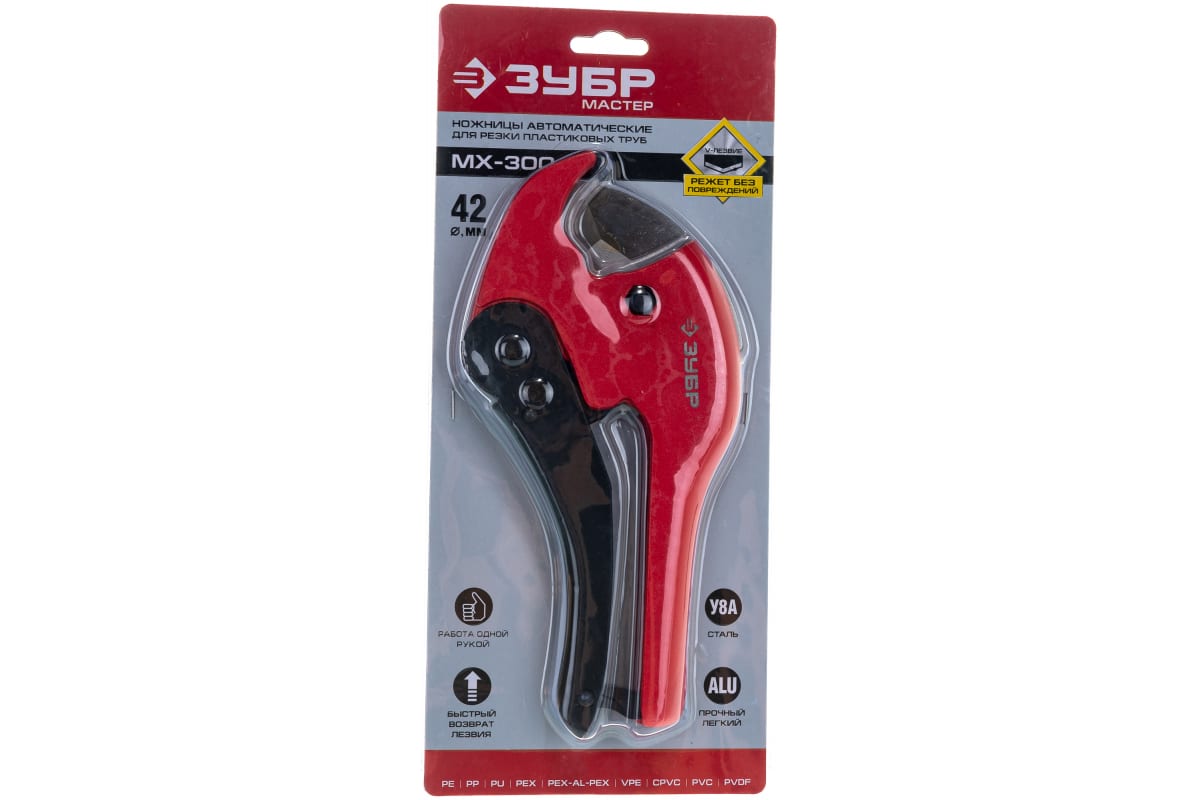 ЗУБР
МАСТЕР
НОЖНИЦЫ АВТОМАТИЧЕСКИЕ
ДЛЯ РЕЗКИ ПЛАСТИКОВЫХ ТРУБ
МХ-300
V-ЛЕЗВИЕ
РЕЖЕТ БЕЗ
ПОВРЕЖДЕНИЙ
42
Ø, ММ
ЗУБР
РАБОТА ОДНОЙ
РУКОЙ
У8А
СТАЛЬ
БЫСТРЫЙ
ВОЗВРАТ
ЛЕЗВИЯ
ALU
ПРОЧНЫЙ
ЛЕГКИЙ
PE | PP | PU | PEX | PEX-AL-PEX | VPE | CPVC | PVC | PVDF